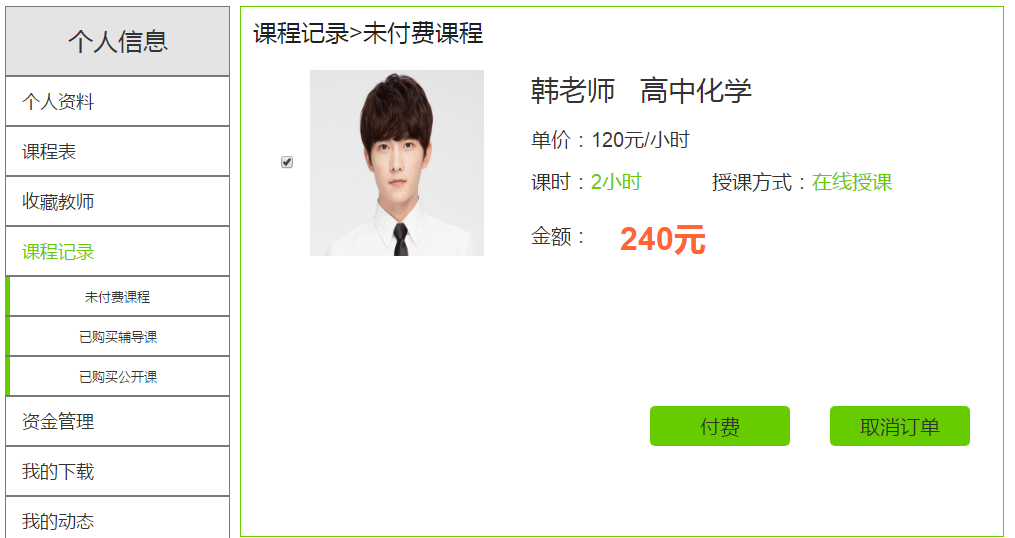 个人信息
个人资料
课程表
收藏教师
课程记录
未付费课程
已购买辅导课
已购买公开课
资金管理
我的下载
我的动态
课程记录>未付费课程
韩老师 高中化学
单价：120元/小时
课时：2小时 授课方式：在线授课
金额： 240元
付费 取消订单